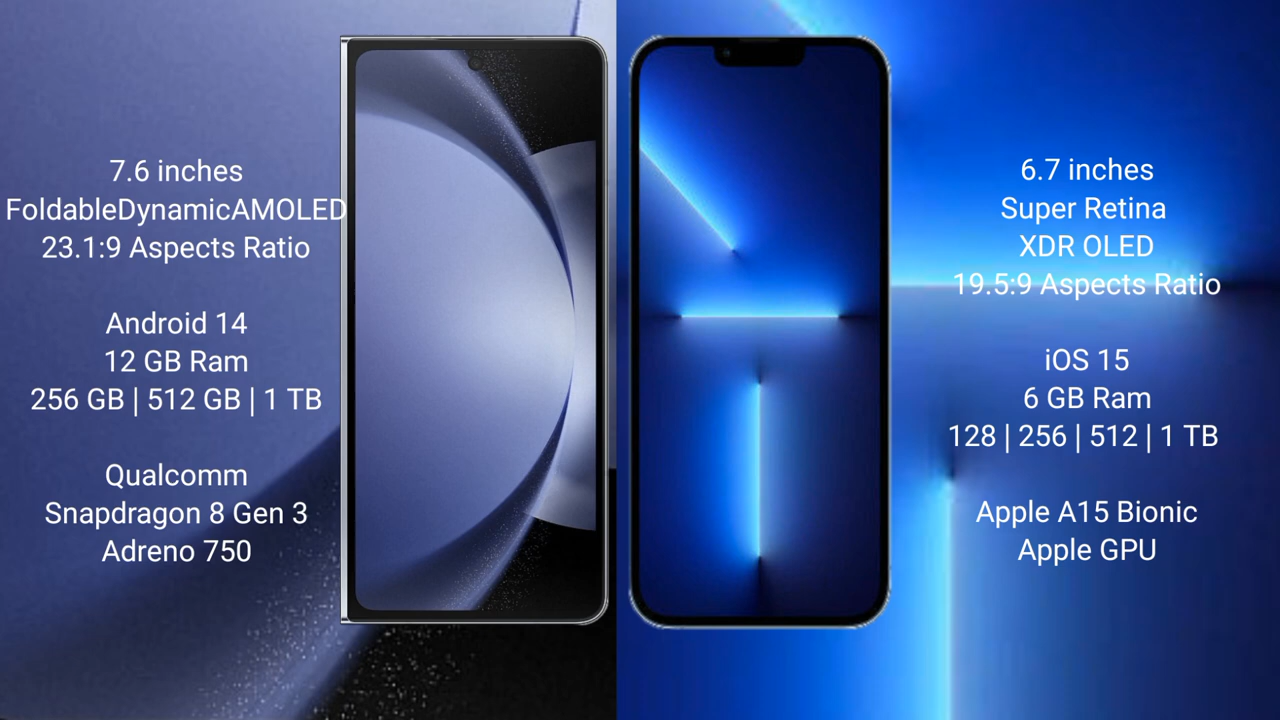 7.6 inches
FoldableDynamicAMOLED
23.1:9 Aspects Ratio
Android 14
12 GB Ram
256 GB | 512 GB | 1 TB
Qualcomm
Snapdragon 8 Gen 3
Adreno 750
6.7 inches
Super Retina
XDR OLED
19.5:9 Aspects Ratio
iOS 15
6 GB Ram
128 | 256 | 512 | 1 TB
Apple A15 Bionic
Apple GPU